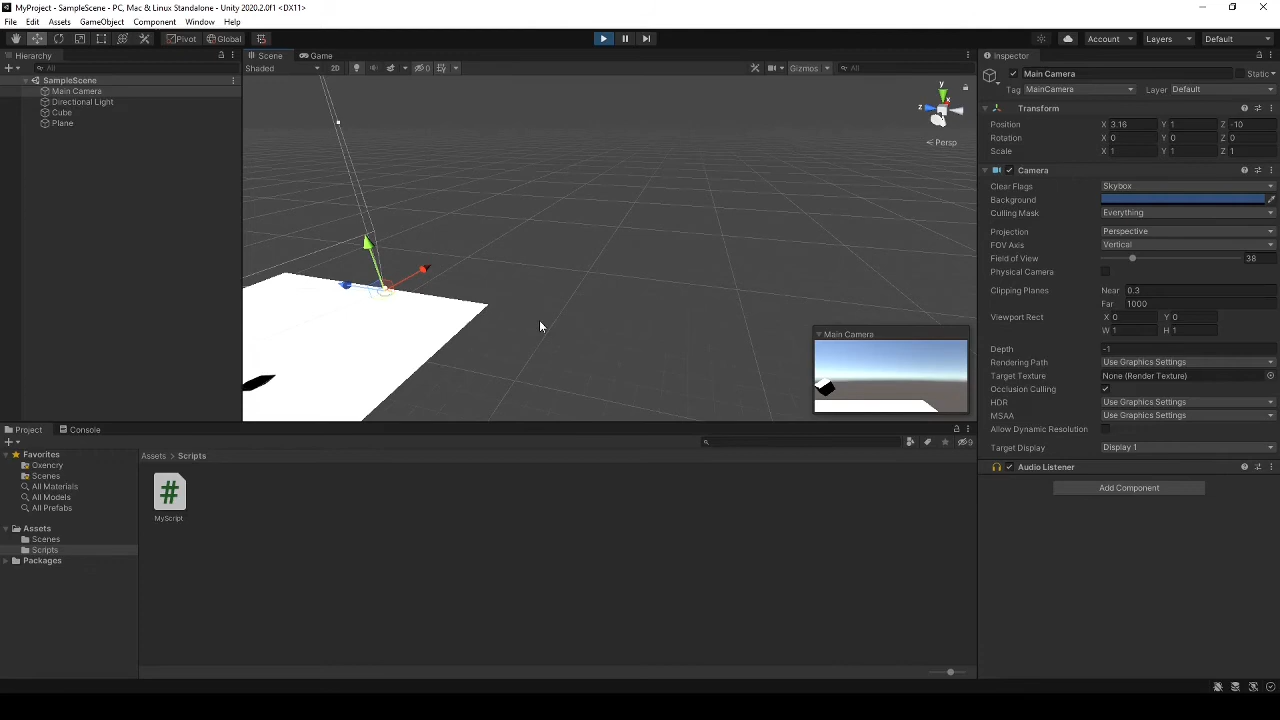 MyProject - SampleScene - PC, Mac & Linux Standalone - Unity 2020.2.0f1 <DX11>
File Edit Assets GameObject Component Window Help
Pivot Global Account Layers Default
Hierarchy
All
SampleScene
Main Camera
Directional Light
Cube
Plane
Scene Game
Shaded 2D 0 Gizmos All
y
x
z
Persp
Main Camera
Inspector
Main Camera Static
Tag MainCamera Layer Default
Transform
Position X 3.16 Y 1 Z -10
Rotation X 0 Y 0 Z 0
Scale X 1 Y 1 Z 1
Camera
Clear Flags Skybox
Background
Culling Mask Everything
Projection Perspective
FOV Axis Vertical
Field of View 38
Physical Camera
Clipping Planes Near 0.3
Far 1000
Viewport Rect X 0 Y 0
W 1 H 1
Depth -1
Rendering Path Use Graphics Settings
Target Texture None (Render Texture)
Occlusion Culling
HDR Use Graphics Settings
MSAA Use Graphics Settings
Allow Dynamic Resolution
Target Display Display 1
Audio Listener
Add Component
Project Console
9
Favorites
Oxencry
Scenes
All Materials
All Models
All Prefabs
Assets
Scenes
Scripts
Packages
Assets Scripts
#
MyScript